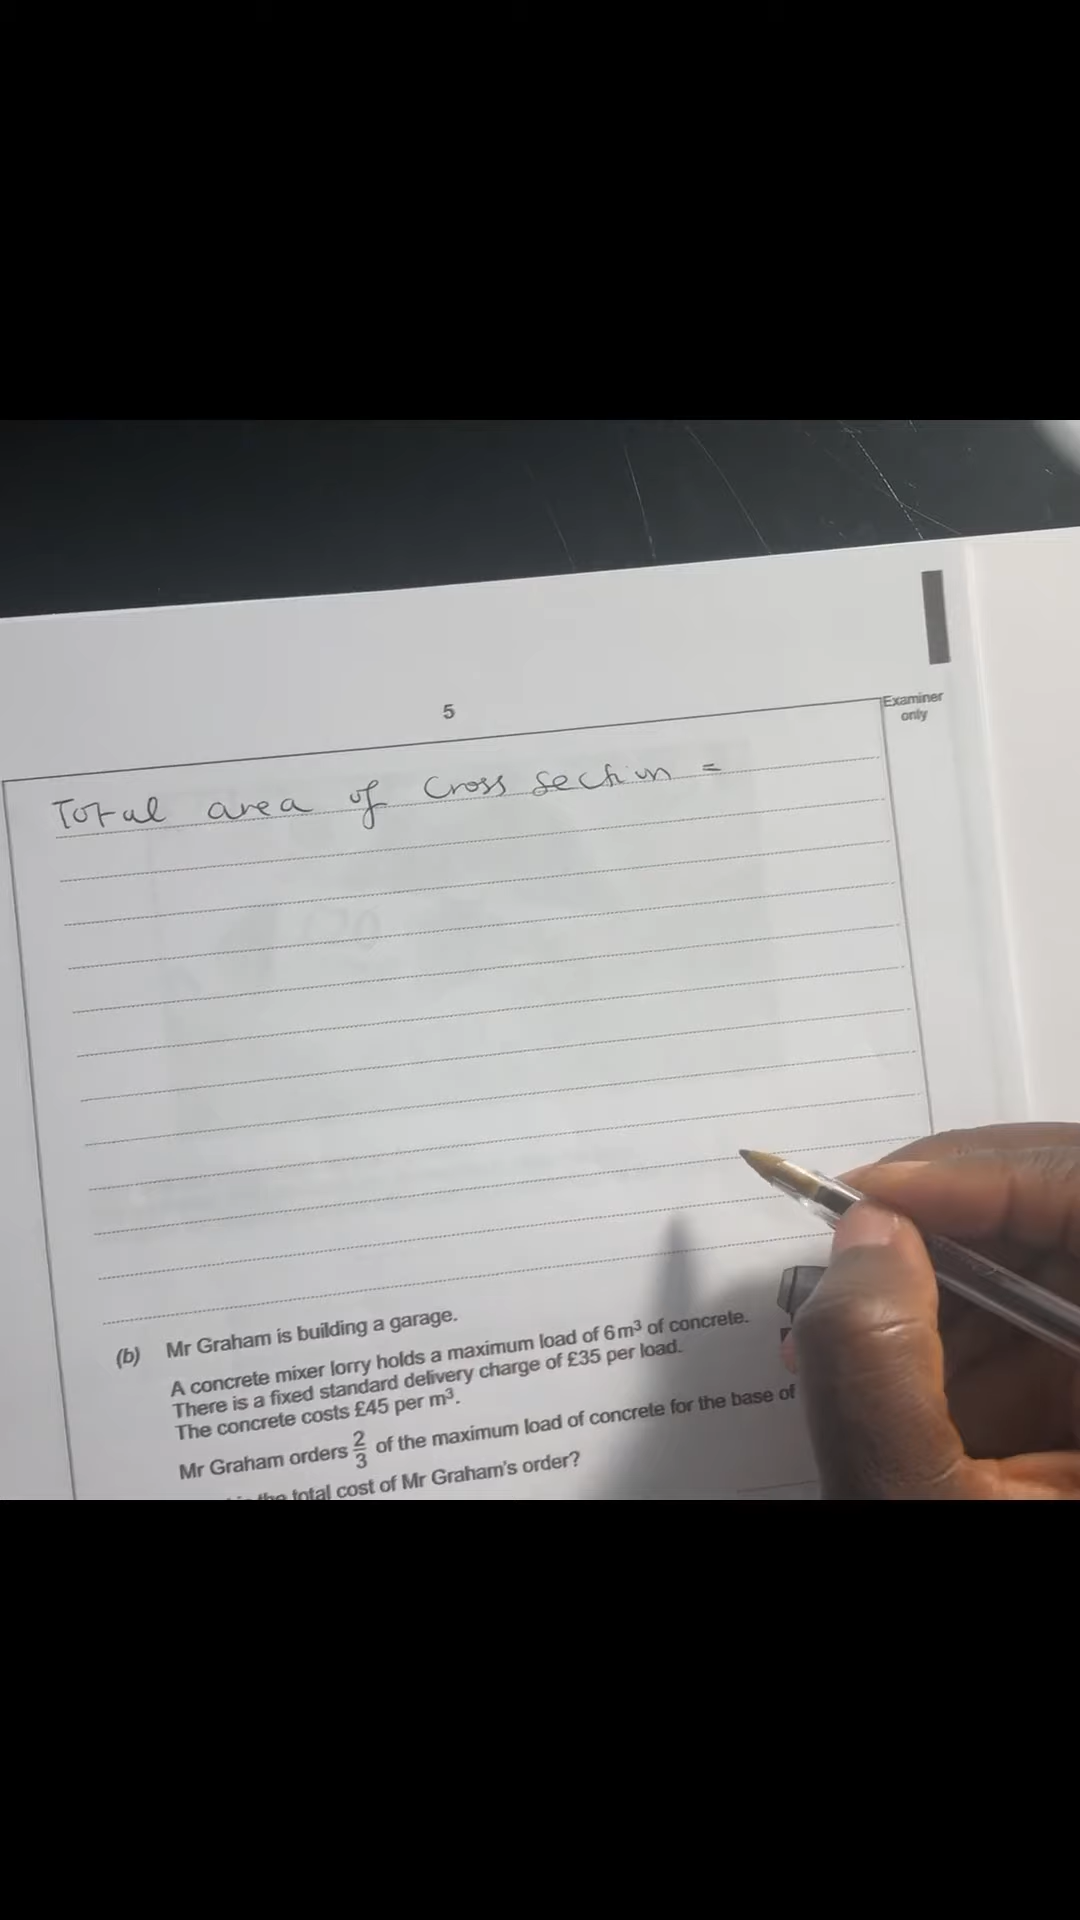 5
Examiner
only
Total area of cross section =
(b) Mr Graham is building a garage.
A concrete mixer lorry holds a maximum load of 6 m³ of concrete.
There is a fixed standard delivery charge of £35 per load.
The concrete costs £45 per m³.
Mr Graham orders 2/3 of the maximum load of concrete for the base of
the total cost of Mr Graham's order?